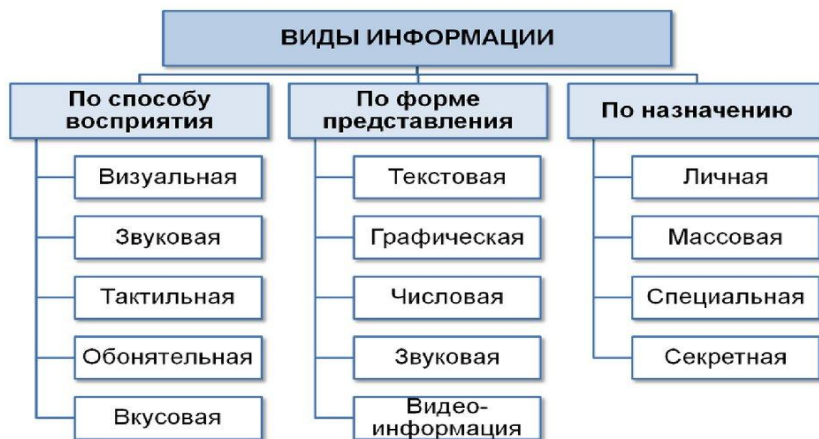 ВИДЫ ИНФОРМАЦИИ
По способу
восприятия
Визуальная
Звуковая
Тактильная
Обонятельная
Вкусовая
По форме
представления
Текстовая
Графическая
Числовая
Звуковая
Видео-
информация
По назначению
Личная
Массовая
Специальная
Секретная